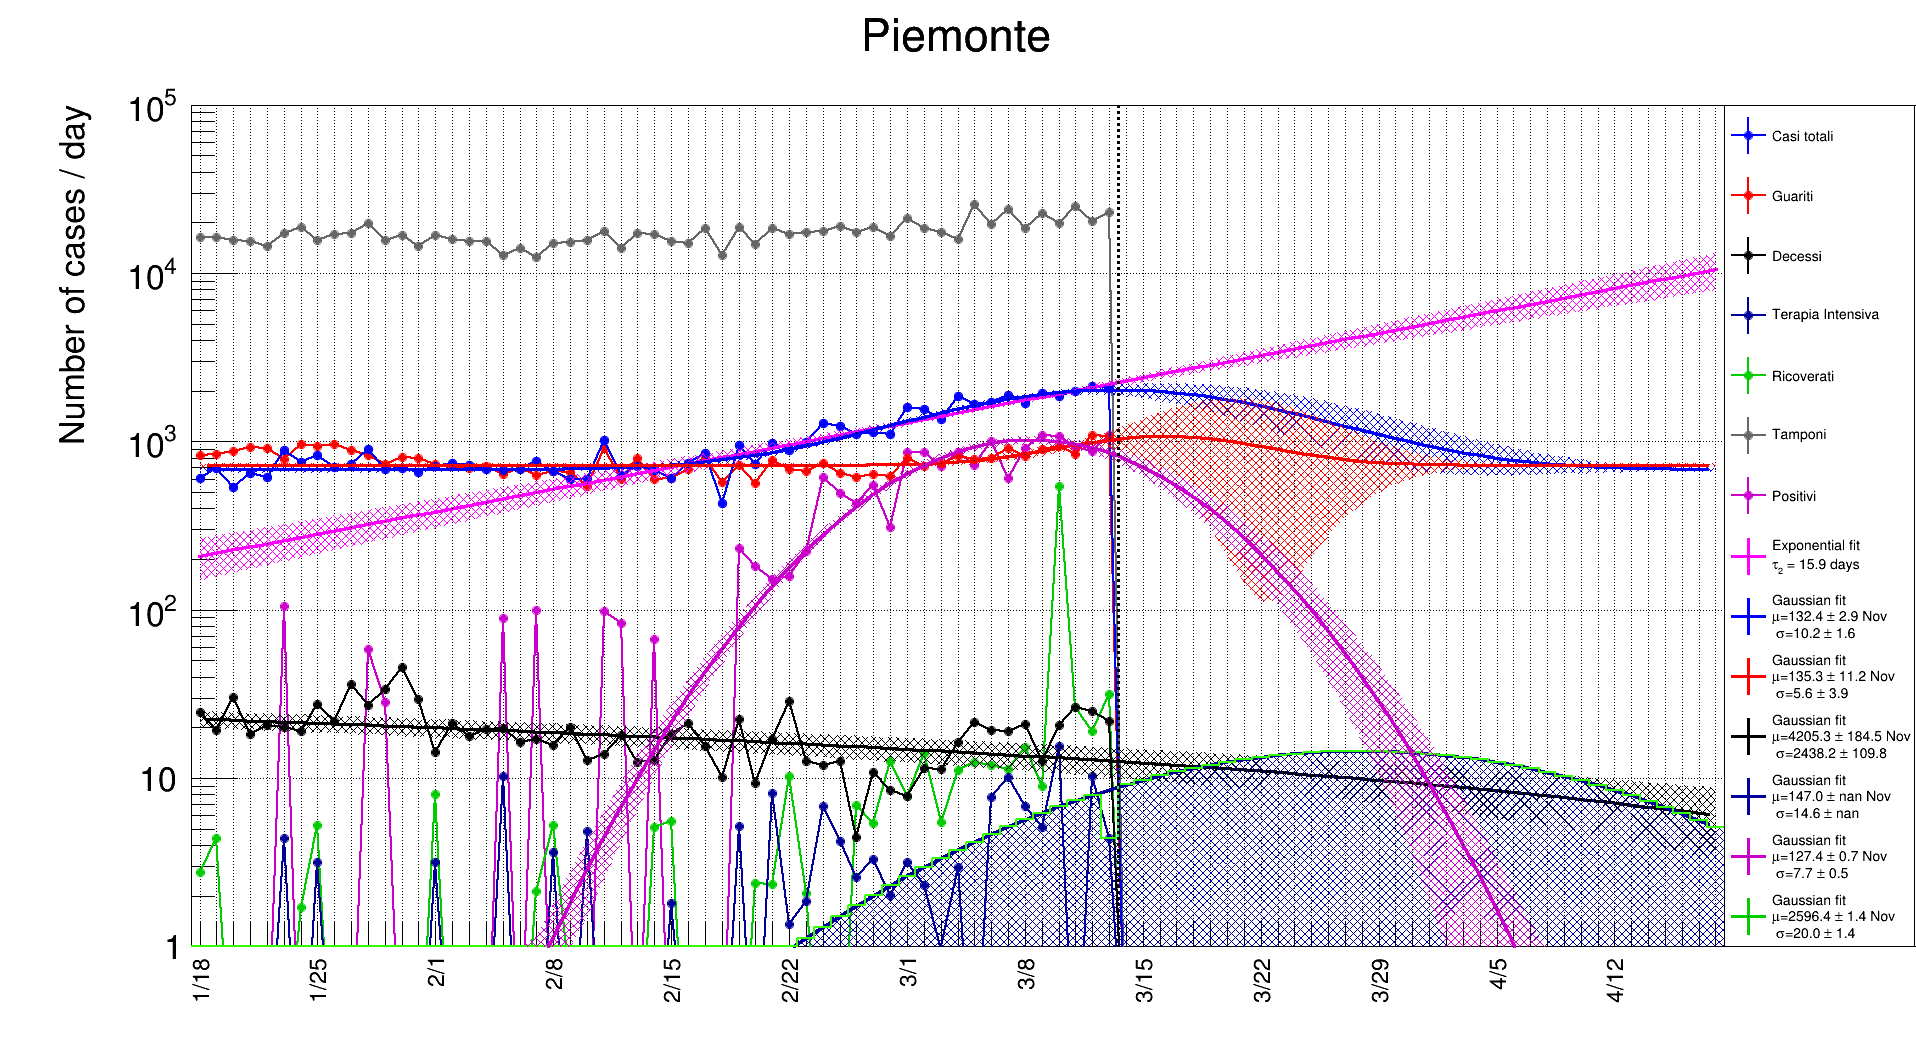 Piemonte
Number of cases / day
10^5
10^4
10^3
10^2
10
1
1/18
1/25
2/1
2/8
2/15
2/22
3/1
3/8
3/15
3/22
3/29
4/5
4/12
Casi totali
Guariti
Decessi
Terapia Intensiva
Ricoverati
Tamponi
Positivi
Exponential fit
τ₂ = 15.9 days
Gaussian fit
μ=132.4 ± 2.9 Nov
σ=10.2 ± 1.6
Gaussian fit
μ=135.3 ± 11.2 Nov
σ=5.6 ± 3.9
Gaussian fit
μ=4205.3 ± 184.5 Nov
σ=2438.2 ± 109.8
Gaussian fit
μ=147.0 ± nan Nov
σ=14.6 ± nan
Gaussian fit
μ=127.4 ± 0.7 Nov
σ=7.7 ± 0.5
Gaussian fit
μ=2596.4 ± 1.4 Nov
σ=20.0 ± 1.4